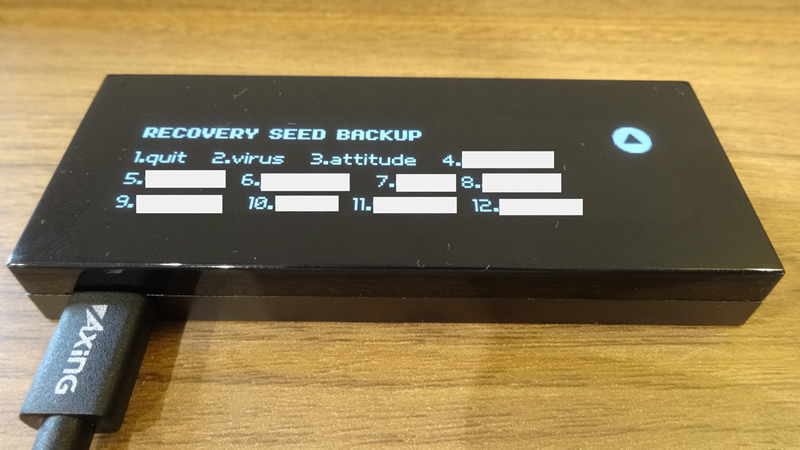 RECOVERY SEED BACKUP
1.quit 2.virus 3.attitude 4.
5. 6. 7. 8.
9. 10. 11. 12.
AXING